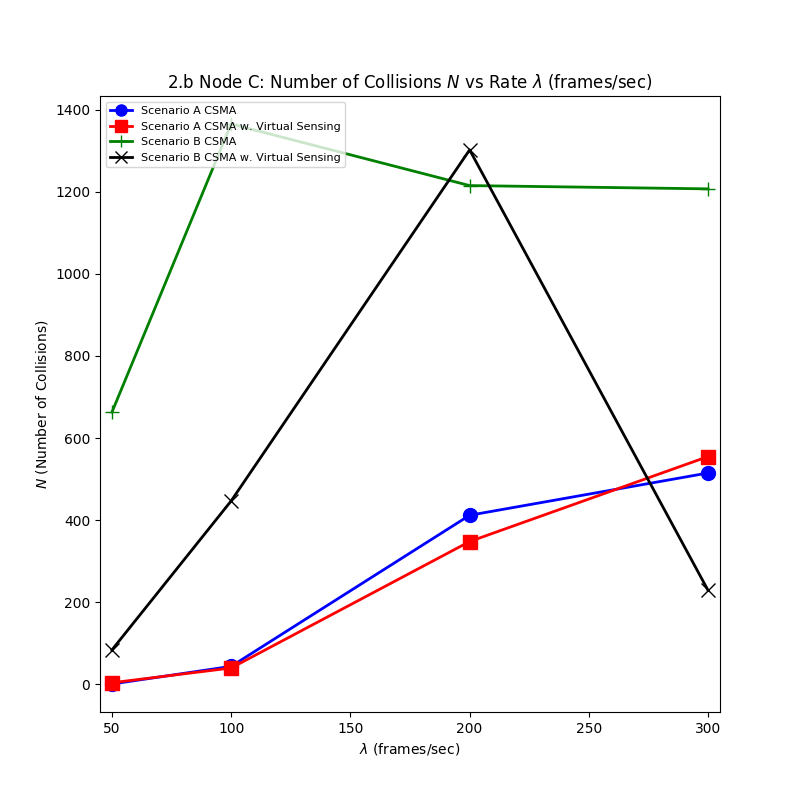 2.b Node C: Number of Collisions N vs Rate λ (frames/sec)
Scenario A CSMA
Scenario A CSMA w. Virtual Sensing
Scenario B CSMA
Scenario B CSMA w. Virtual Sensing
1400
1200
1000
800
600
400
200
0
N (Number of Collisions)
50 100 150 200 250 300
λ (frames/sec)